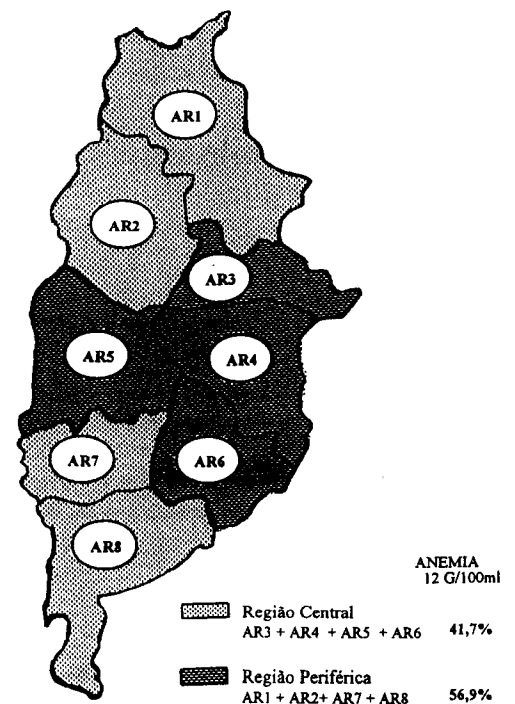 AR1
AR2
AR3
AR5
AR4
AR7
AR6
AR8
ANEMIA
12 G/100ml
Região Central
AR3 + AR4 + AR5 + AR6 41,7%
Região Periférica
AR1 + AR2+ AR7 + AR8 56,9%